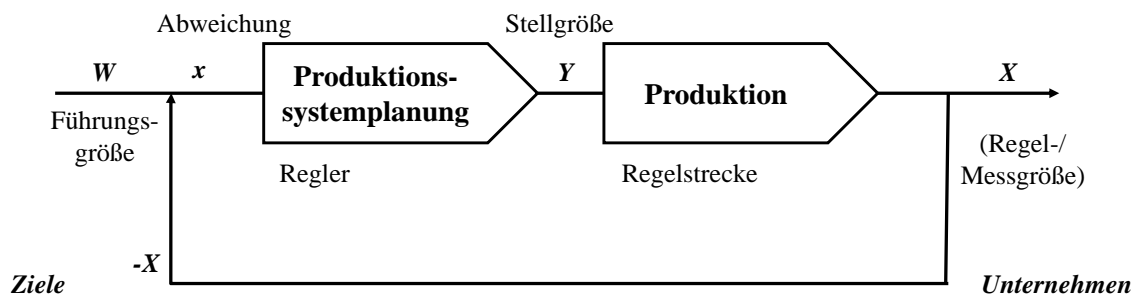 Abweichung
Stellgröße
W
x
Produktions-
systemplanung
Y
Produktion
X
Führungs-
größe
Regler
Regelstrecke
(Regel-/
Messgröße)
-X
Ziele
Unternehmen